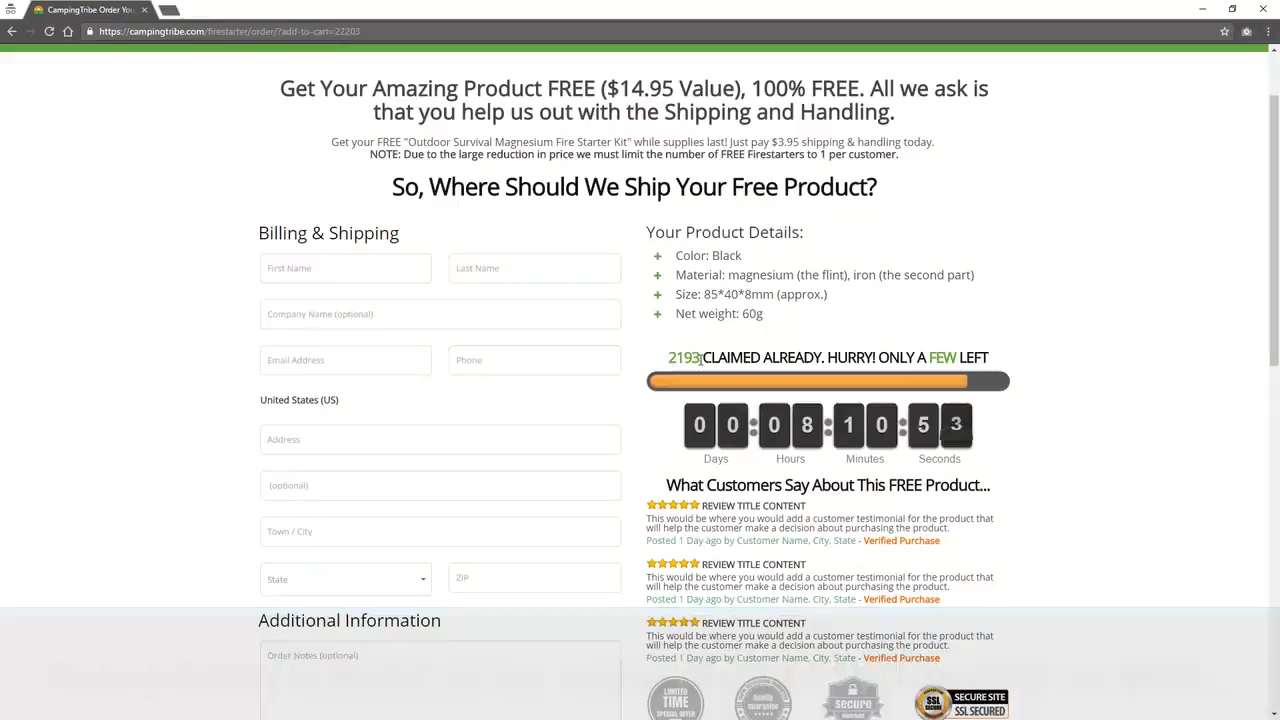 CampingTribe Order You
https://campingtribe.com/firestarter/order/?add-to-cart=22203
Get Your Amazing Product FREE ($14.95 Value), 100% FREE. All we ask is
that you help us out with the Shipping and Handling.
Get your FREE "Outdoor Survival Magnesium Fire Starter Kit" while supplies last! Just pay $3.95 shipping & handling today.
NOTE: Due to the large reduction in price we must limit the number of FREE Firestarters to 1 per customer.
So, Where Should We Ship Your Free Product?
Billing & Shipping
First Name
Last Name
Company Name (optional)
Email Address
Phone
United States (US)
Address
(optional)
Town / City
State
ZIP
Additional Information
Order Notes (optional)
Your Product Details:
Color: Black
Material: magnesium (the flint), iron (the second part)
Size: 85*40*8mm (approx.)
Net weight: 60g
2193 CLAIMED ALREADY. HURRY! ONLY A FEW LEFT
0 0 : 0 8 : 1 0 : 5 3
Days Hours Minutes Seconds
What Customers Say About This FREE Product...
REVIEW TITLE CONTENT
This would be where you would add a customer testimonial for the product that
will help the customer make a decision about purchasing the product.
Posted 1 Day ago by Customer Name, City, State - Verified Purchase
REVIEW TITLE CONTENT
This would be where you would add a customer testimonial for the product that
will help the customer make a decision about purchasing the product.
Posted 1 Day ago by Customer Name, City, State - Verified Purchase
REVIEW TITLE CONTENT
This would be where you would add a customer testimonial for the product that
will help the customer make a decision about purchasing the product.
Posted 1 Day ago by Customer Name, City, State - Verified Purchase
LIMITED
TIME
SPECIAL OFFER
secure
SSL
SECURE
SECURE SITE
SSL SECURED